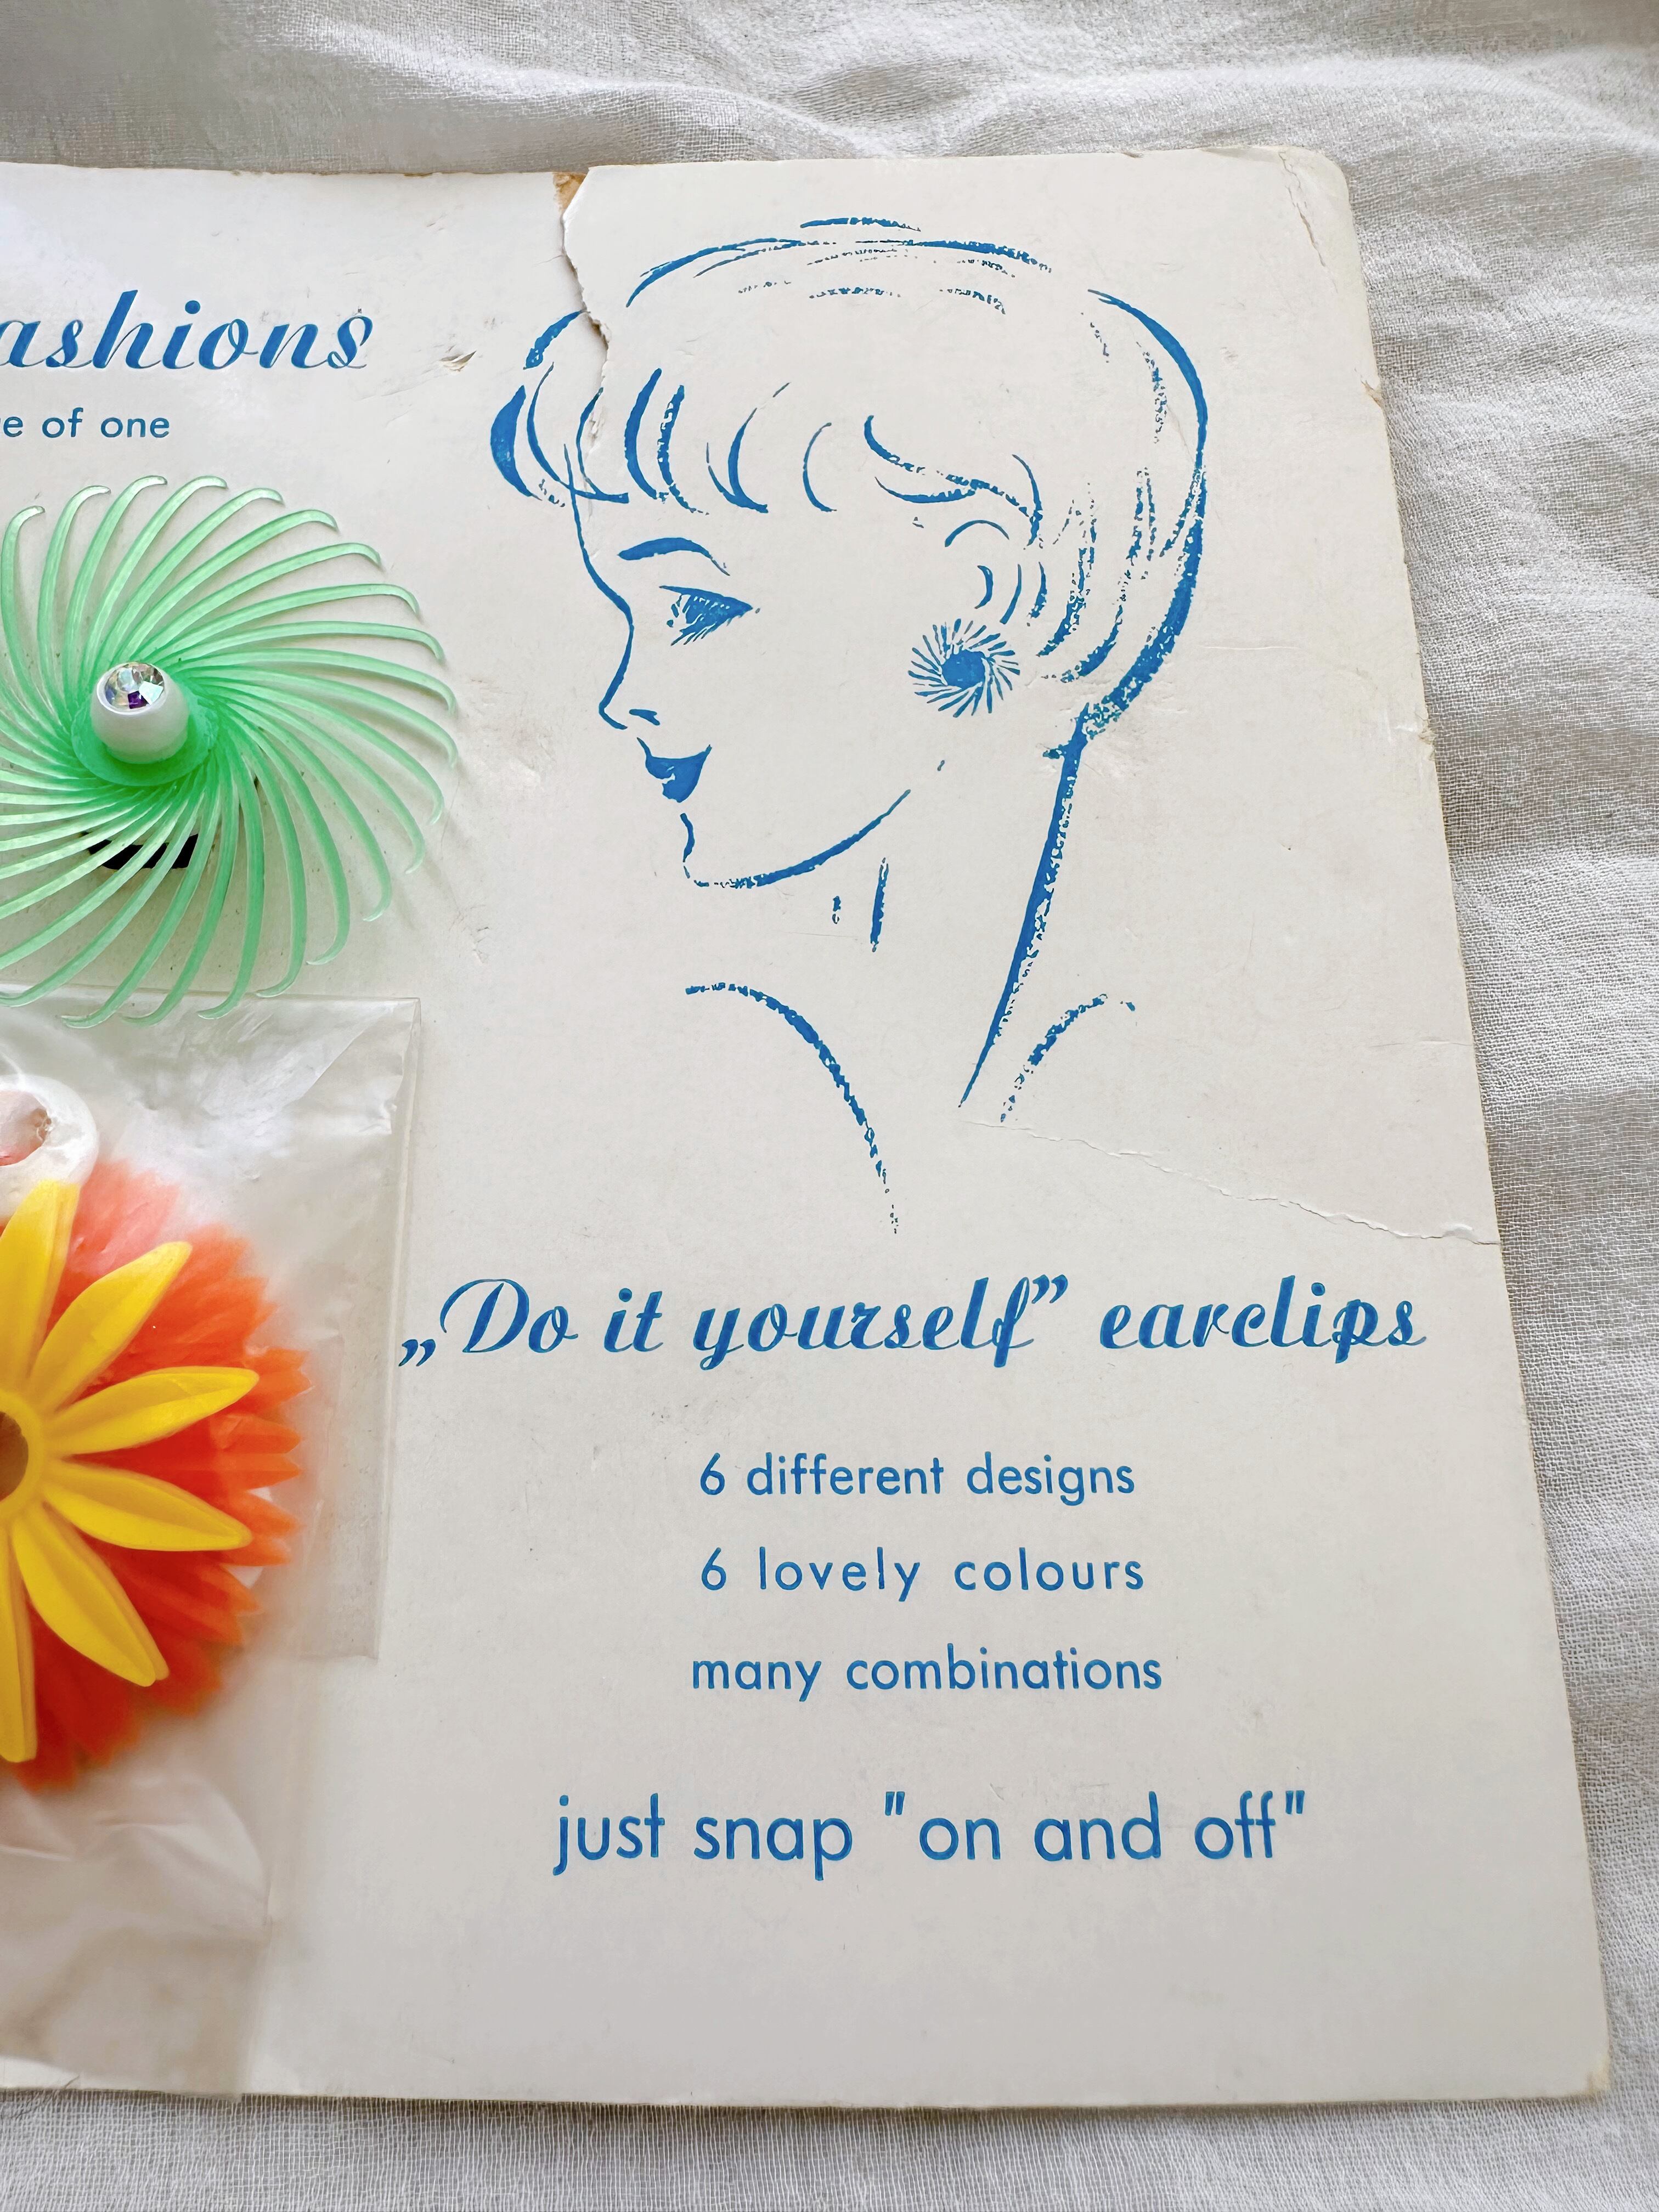 ashions
e of one
„Do it yourself” earclips
6 different designs
6 lovely colours
many combinations
just snap "on and off"